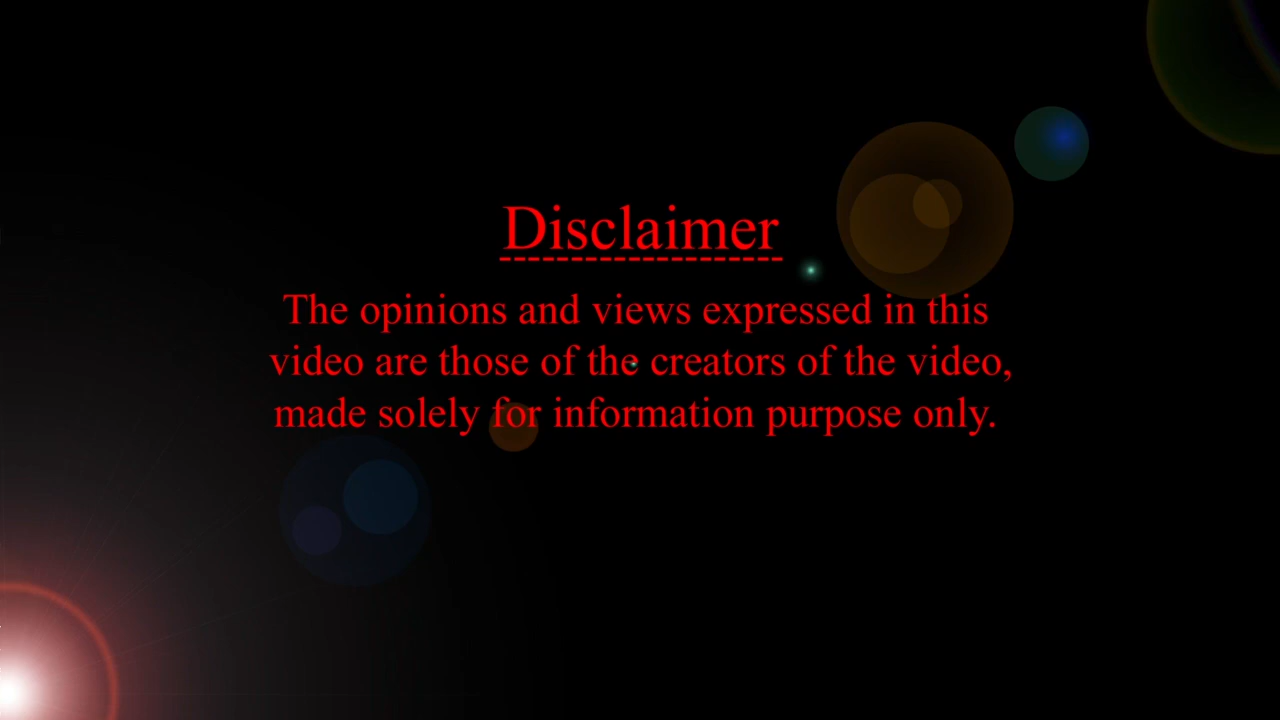 Disclaimer
The opinions and views expressed in this
video are those of the creators of the video,
made solely for information purpose only.